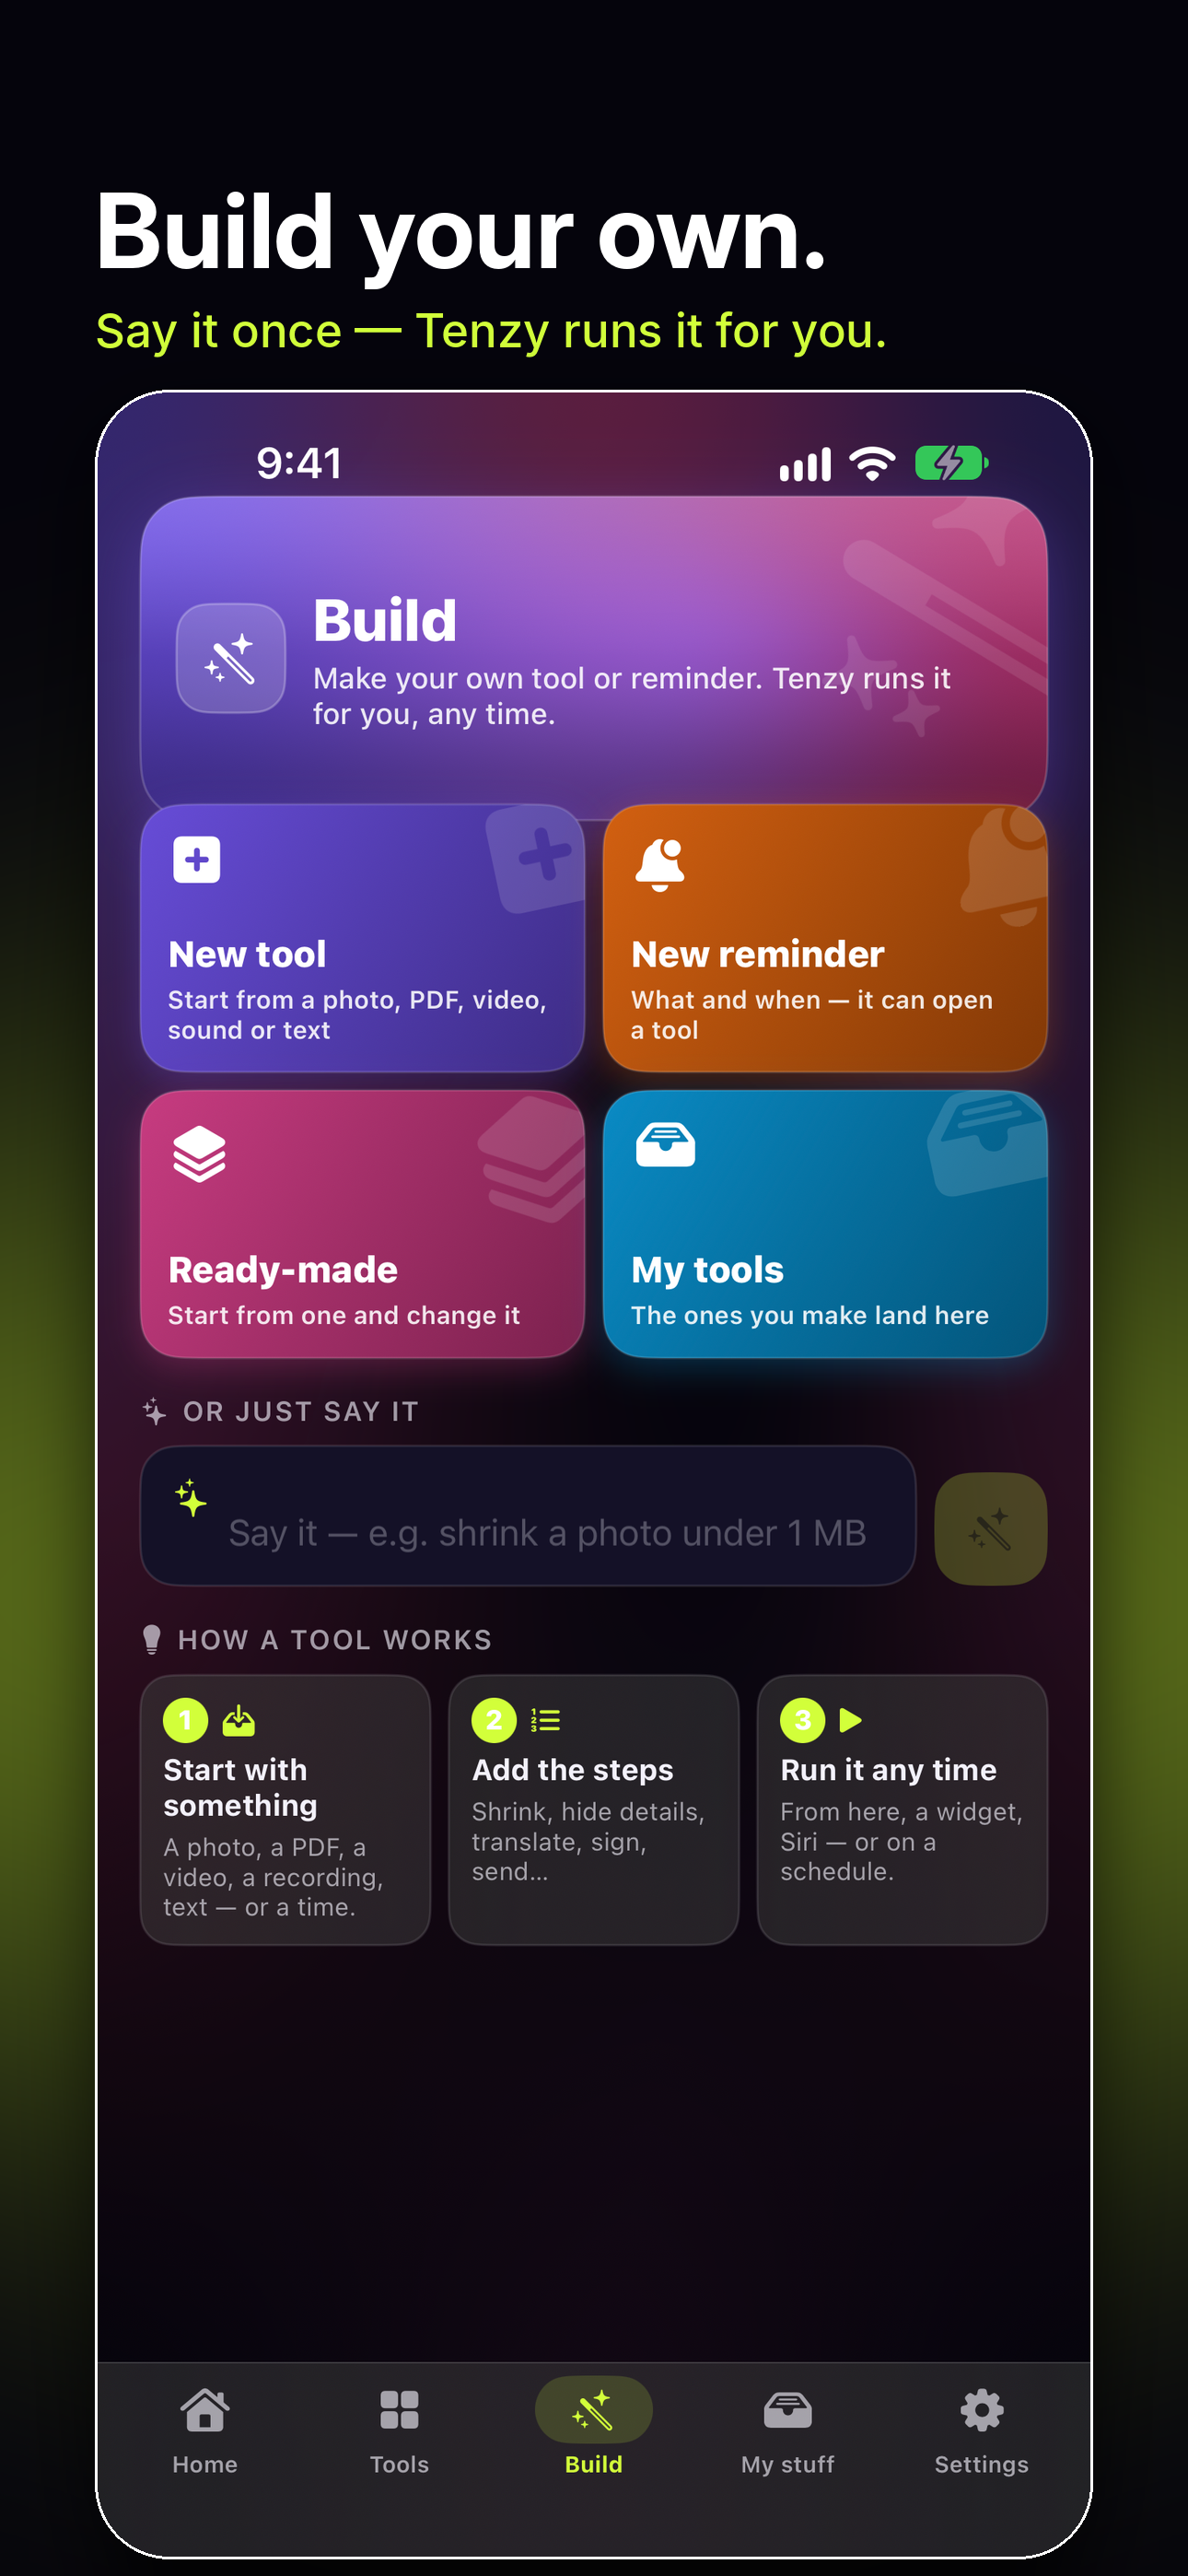 Build your own.
Say it once — Tenzy runs it for you.
9:41
Build
Make your own tool or reminder. Tenzy runs it
for you, any time.
New tool
Start from a photo, PDF, video,
sound or text
New reminder
What and when — it can open
a tool
Ready-made
Start from one and change it
My tools
The ones you make land here
OR JUST SAY IT
Say it — e.g. shrink a photo under 1 MB
HOW A TOOL WORKS
1
Start with
something
A photo, a PDF, a
video, a recording,
text — or a time.
2
Add the steps
Shrink, hide details,
translate, sign,
send...
3
Run it any time
From here, a widget,
Siri — or on a
schedule.
Home
Tools
Build
My stuff
Settings